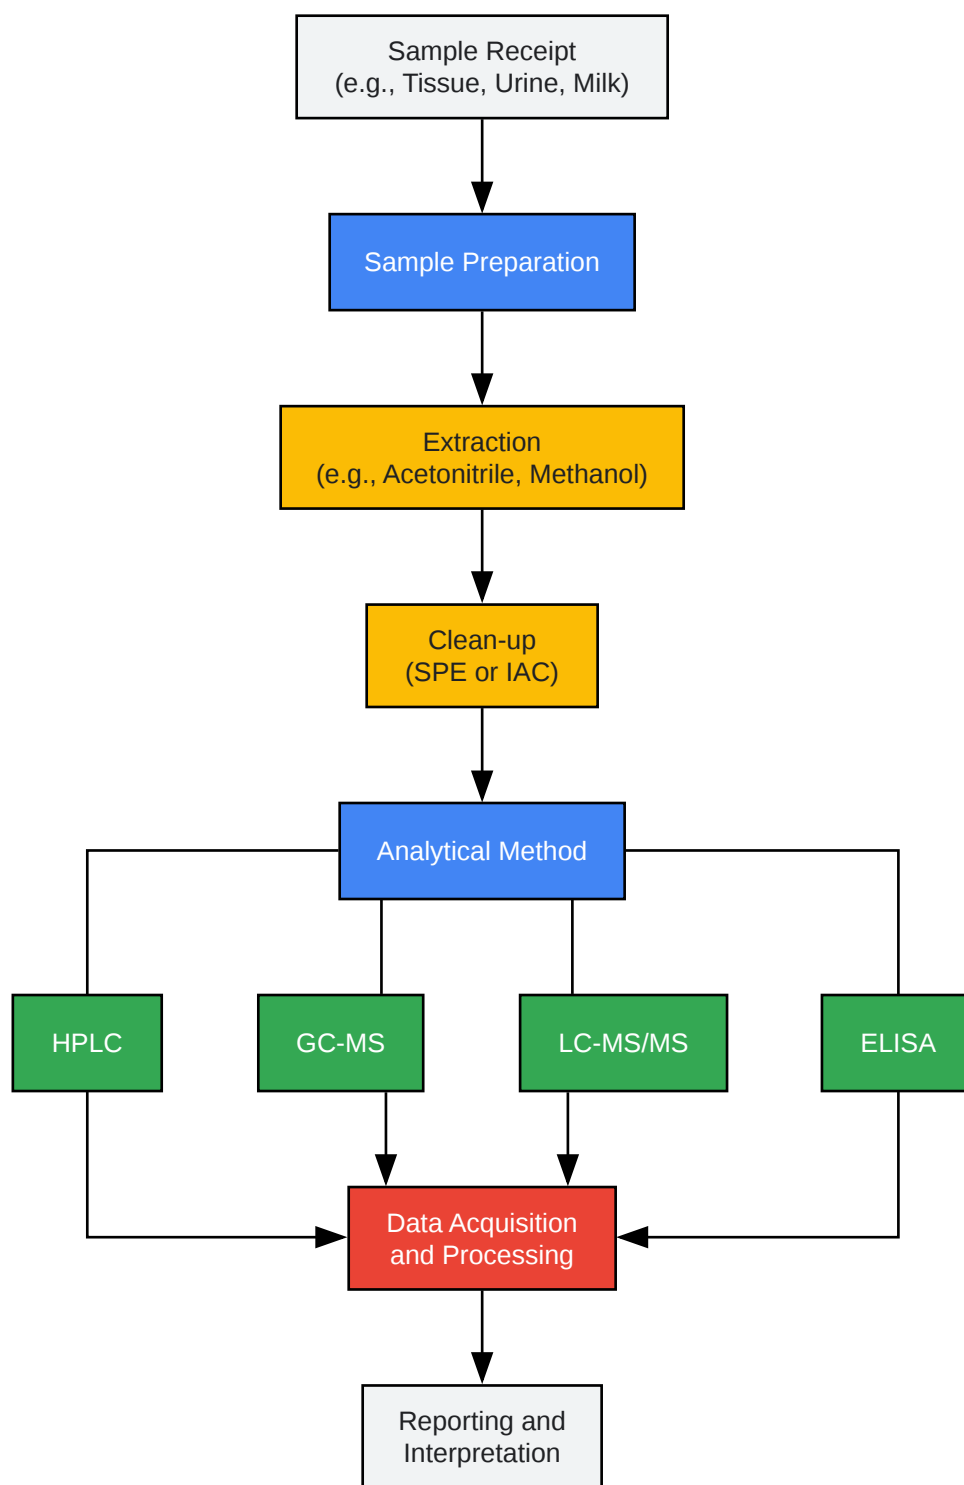 Sample Receipt
(e.g., Tissue, Urine, Milk)
Sample Preparation
Extraction
(e.g., Acetonitrile, Methanol)
Clean-up
(SPE or IAC)
Analytical Method
HPLC
GC-MS
LC-MS/MS
ELISA
Data Acquisition
and Processing
Reporting and
Interpretation